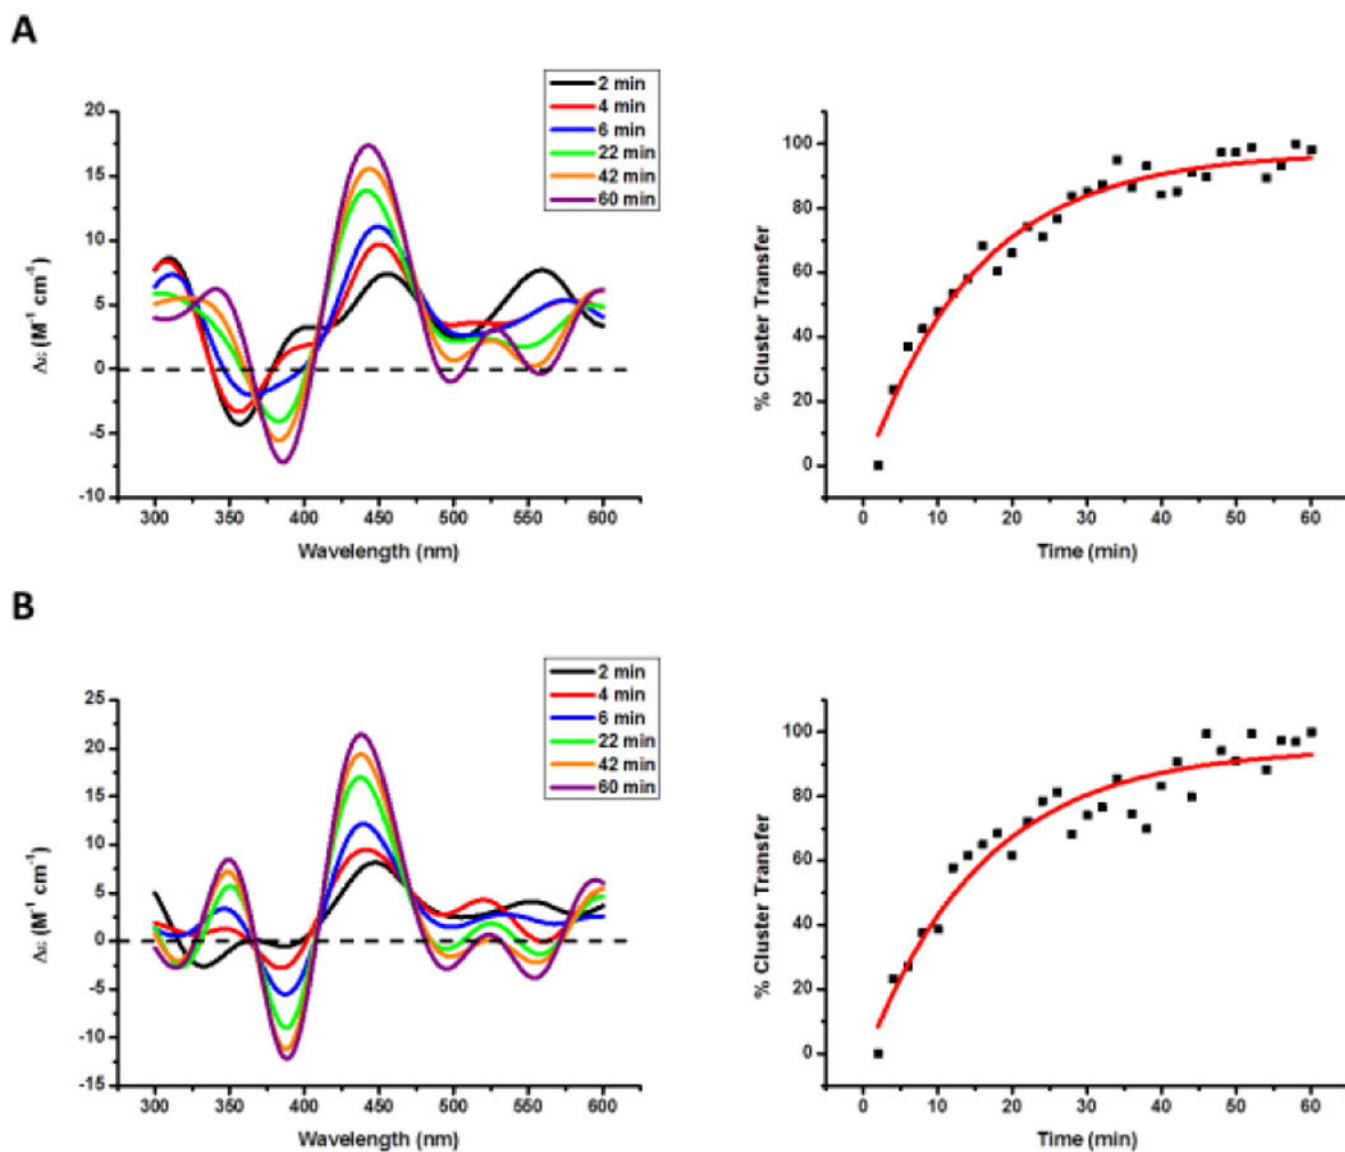 A
2 min
4 min
6 min
22 min
42 min
60 min
20
15
10
5
0
-5
-10
Δε (M⁻¹ cm⁻¹)
300 350 400 450 500 550 600
Wavelength (nm)
100
80
60
40
20
0
% Cluster Transfer
0 10 20 30 40 50 60
Time (min)
B
2 min
4 min
6 min
22 min
42 min
60 min
25
20
15
10
5
0
-5
-10
-15
Δε (M⁻¹ cm⁻¹)
300 350 400 450 500 550 600
Wavelength (nm)
100
80
60
40
20
0
% Cluster Transfer
0 10 20 30 40 50 60
Time (min)